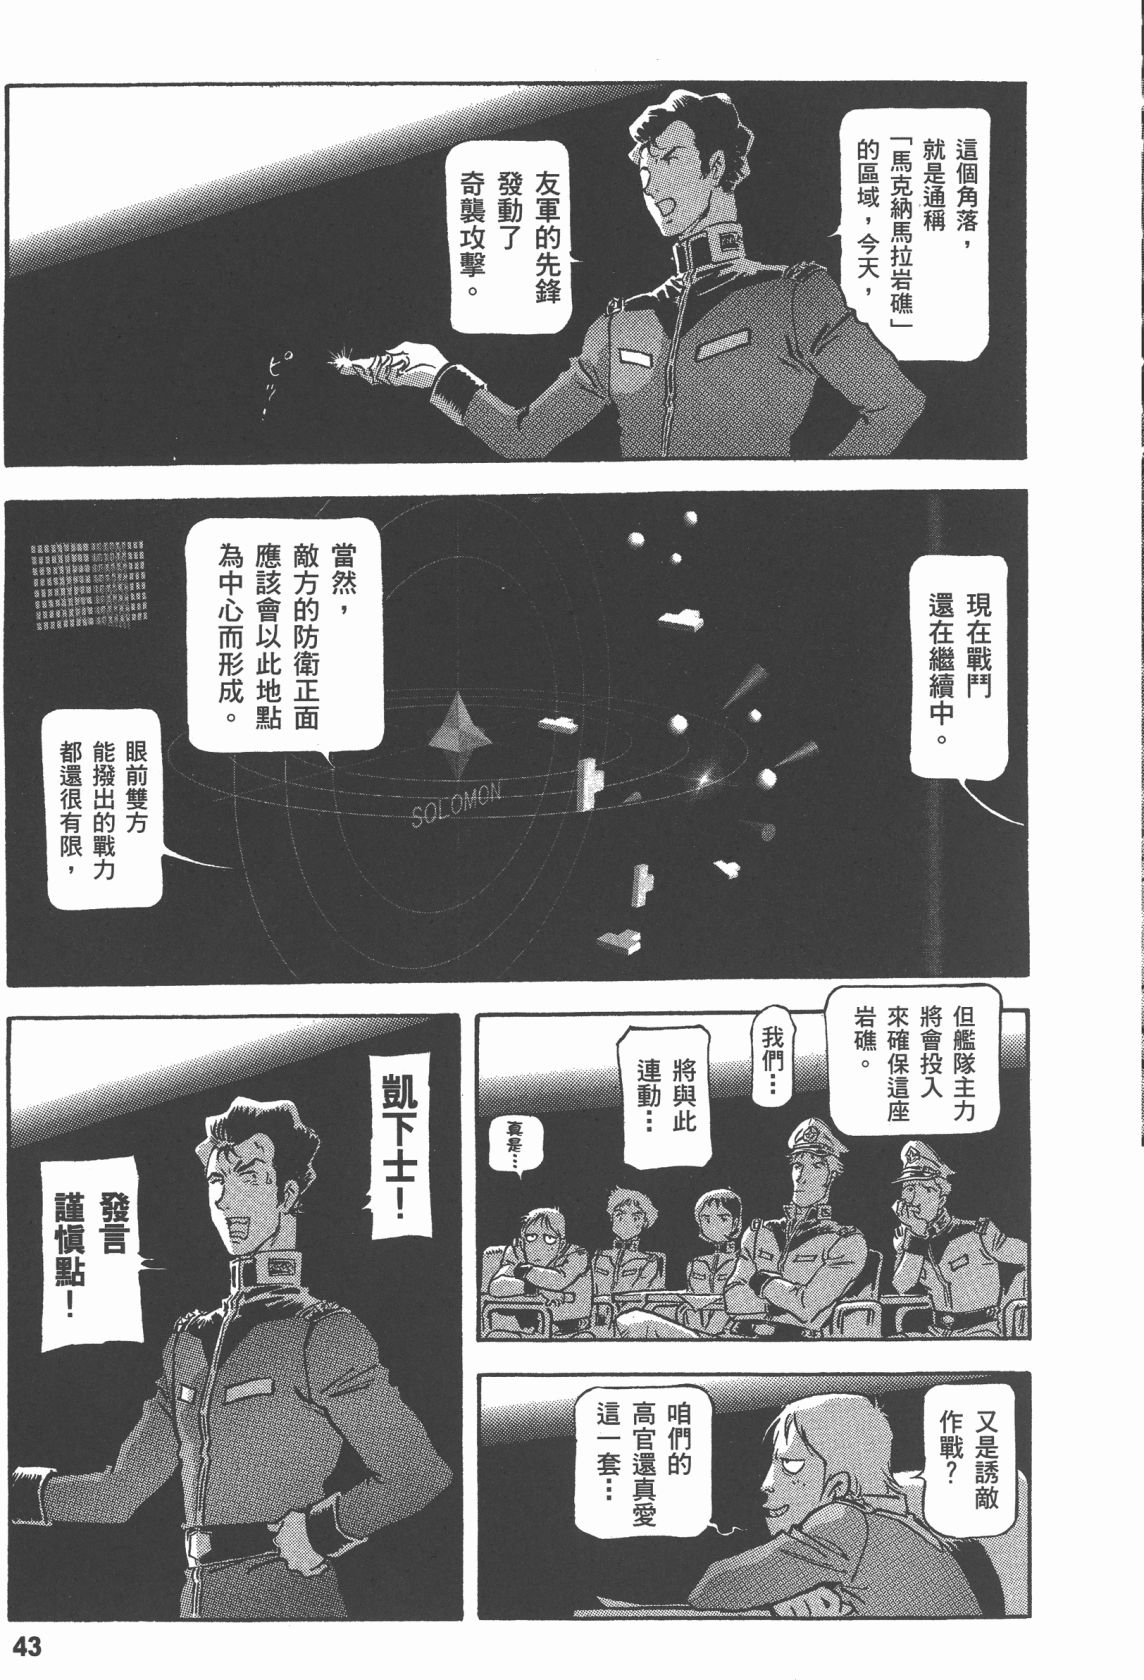 這個角落，
就是通稱
「馬克納馬拉岩礁」
的區域，今天，
友軍的先鋒
發動了
奇襲攻擊。
ピッ！
現在戰鬥
還在繼續中。
當然，
敵方的防衛正面
應該會以此地點
為中心而形成。
SOLOMON
眼前雙方
能撥出的戰力
都還很有限，
但艦隊主力
將會投入
來確保這座
岩礁。
我們…
將與此
連動…
真是…
又是誘敵
作戰？
咱們的
高官還真愛
這一套…
凱下士！
發言
謹慎點！
43